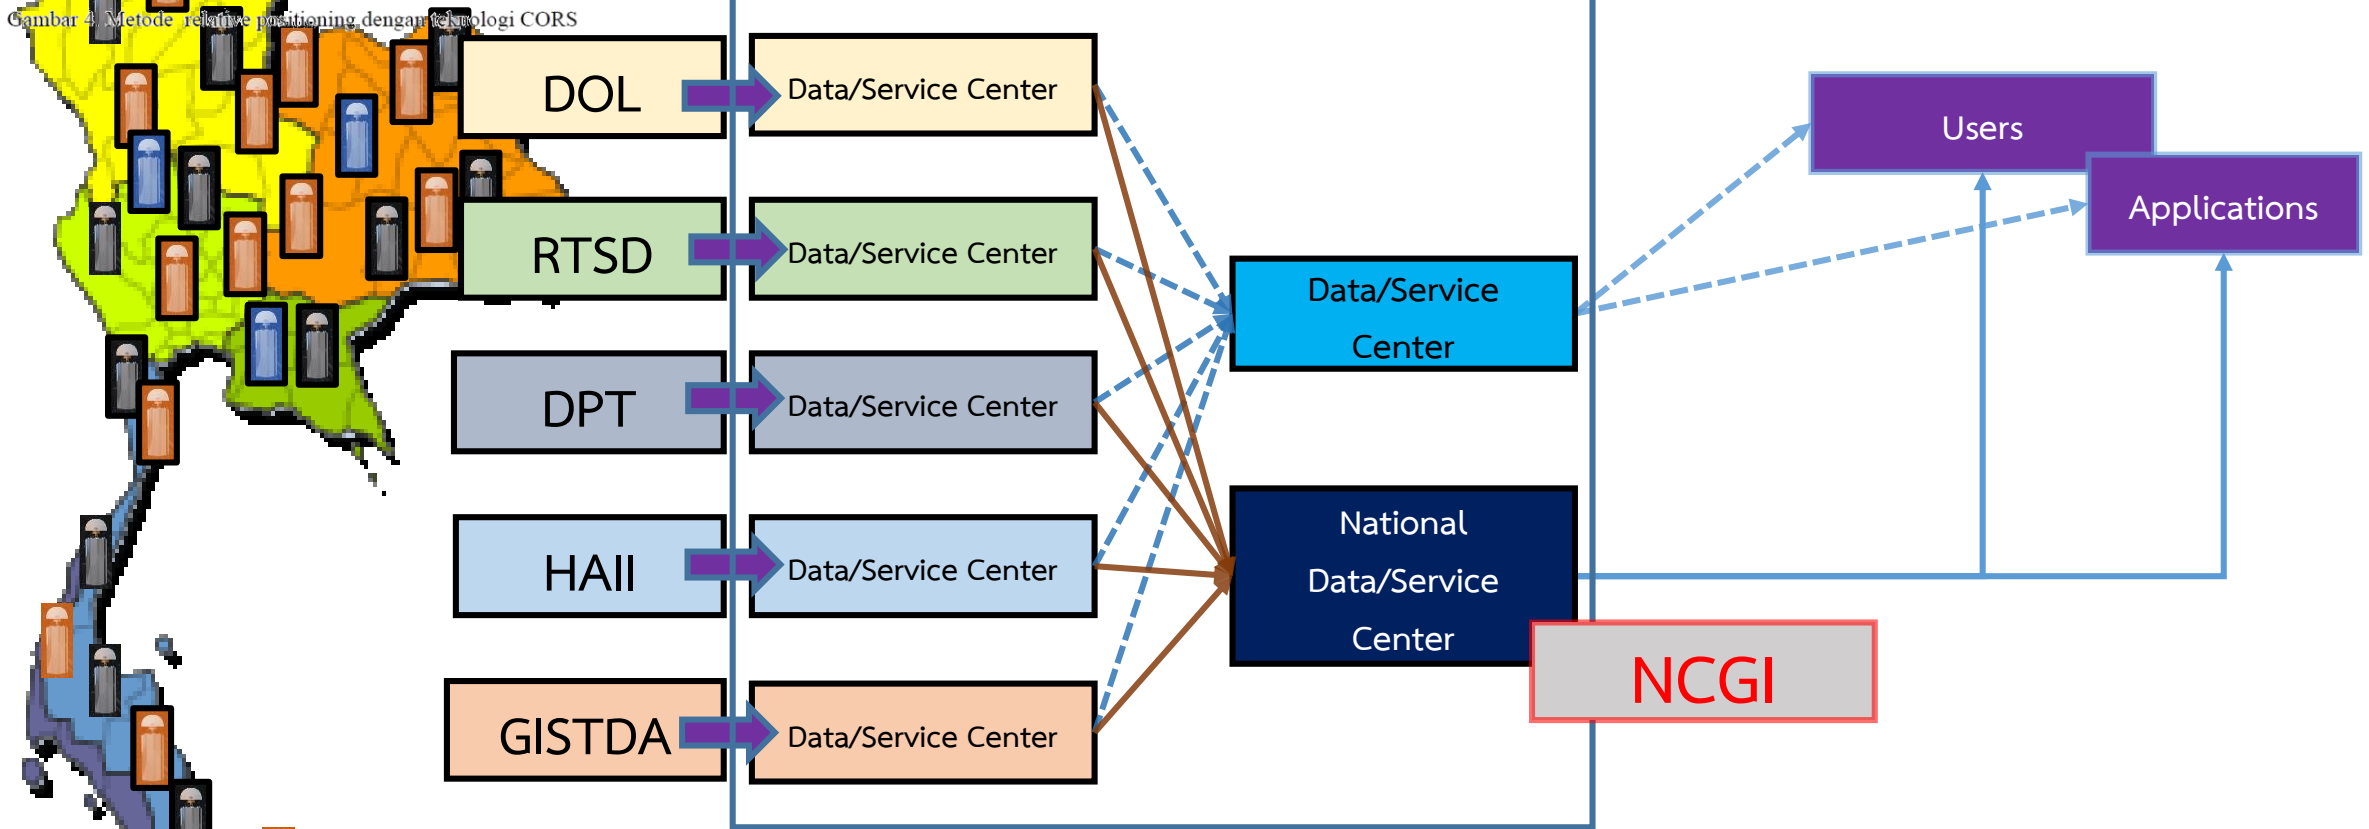 Gambar 4. Metode relative positioning dengan teknologi CORS
DOL
Data/Service Center
RTSD
Data/Service Center
DPT
Data/Service Center
HAII
Data/Service Center
GISTDA
Data/Service Center
Data/Service
Center
National
Data/Service
Center
NCGI
Users
Applications